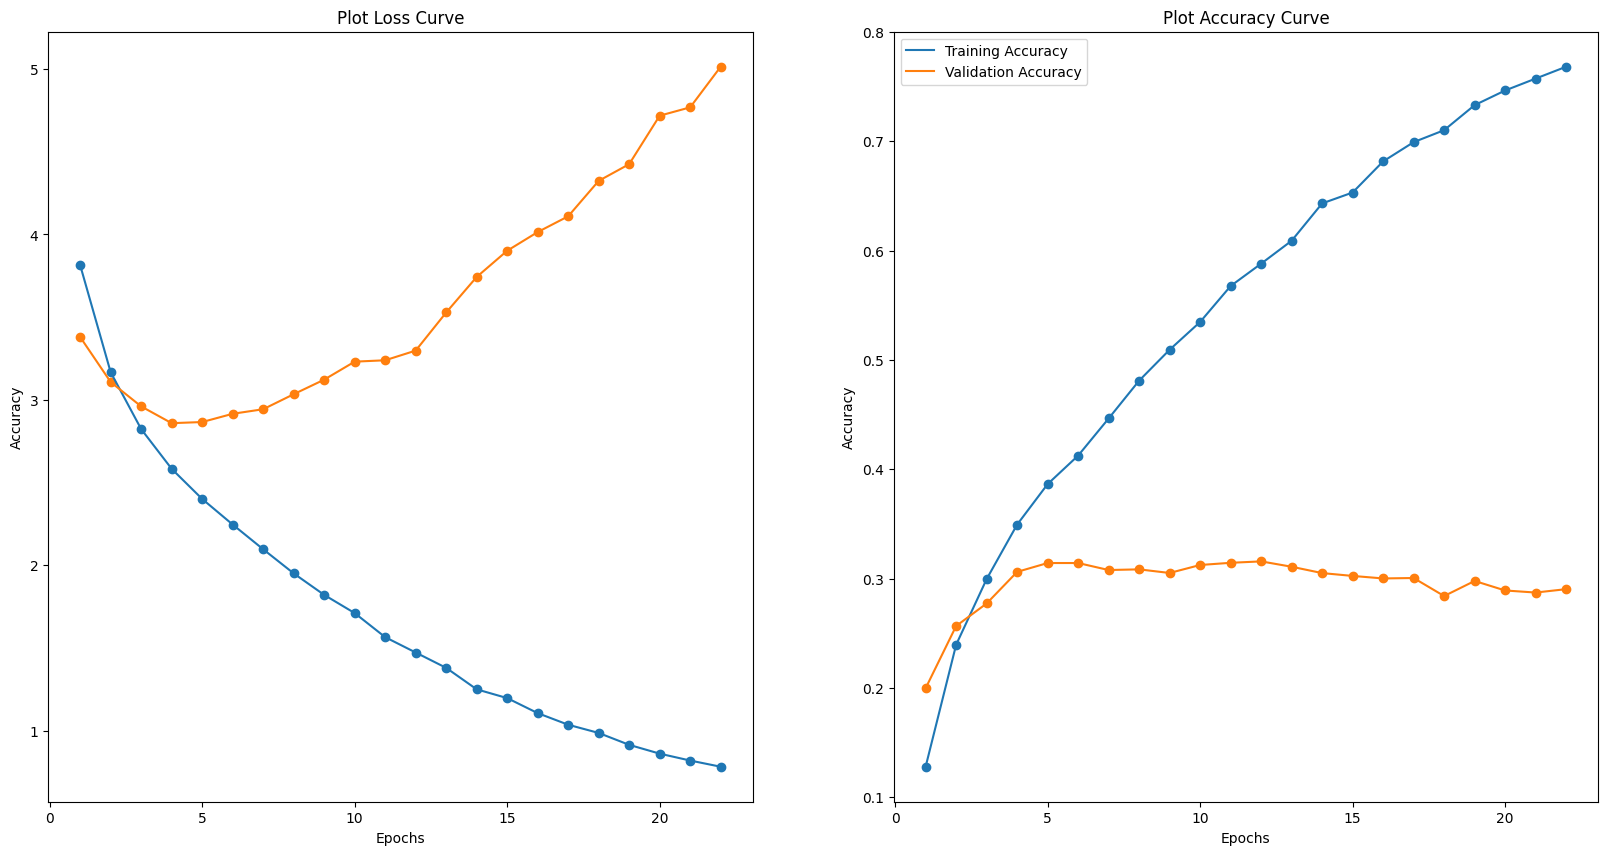 Plot Loss Curve
5
4
3
2
1
Accuracy
0
5
10
15
20
Epochs
Plot Accuracy Curve
Training Accuracy
Validation Accuracy
0.8
0.7
0.6
0.5
0.4
0.3
0.2
0.1
Accuracy
0
5
10
15
20
Epochs